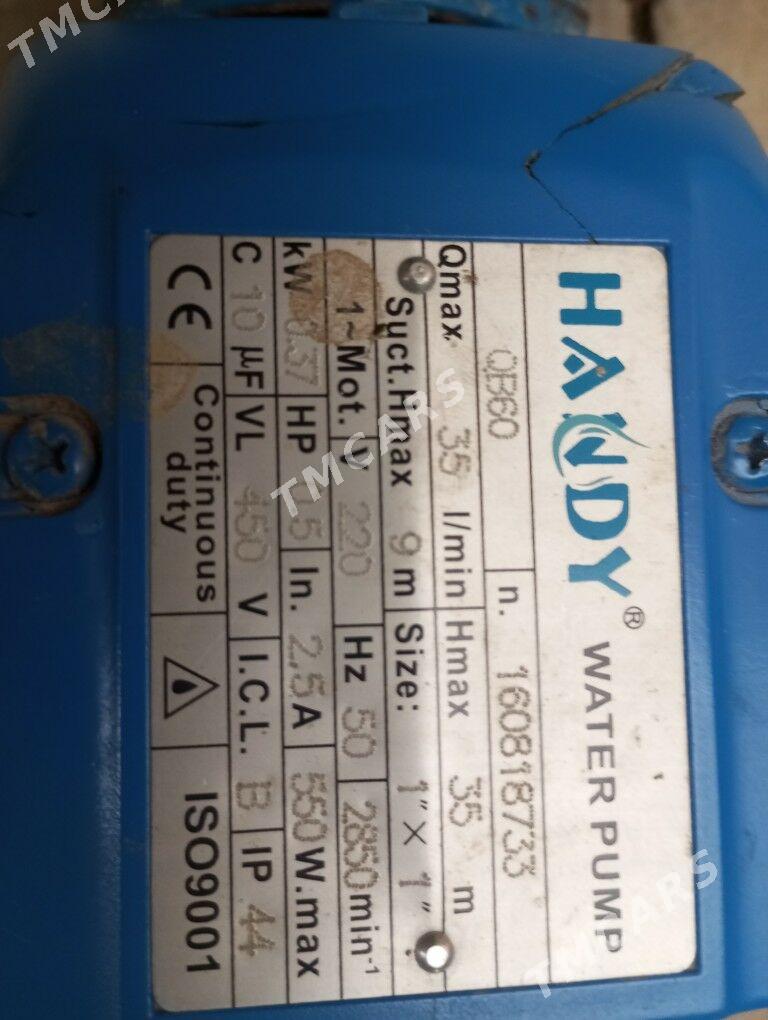 HANDY® WATER PUMP
QB60 n. 160818733
Qmax 35 l/min Hmax 35 m
Suct.Hmax 9 m Size: 1" × 1"
1~Mot. V 220 Hz 50 2850min-1
kW 0.37 HP 0.5 In. 2.5 A 550W.max
C 10 µF VL 450 V I.C.L. B IP 44
CE Continuous duty ISO9001
TMCARS
TMCARS
TMCARS